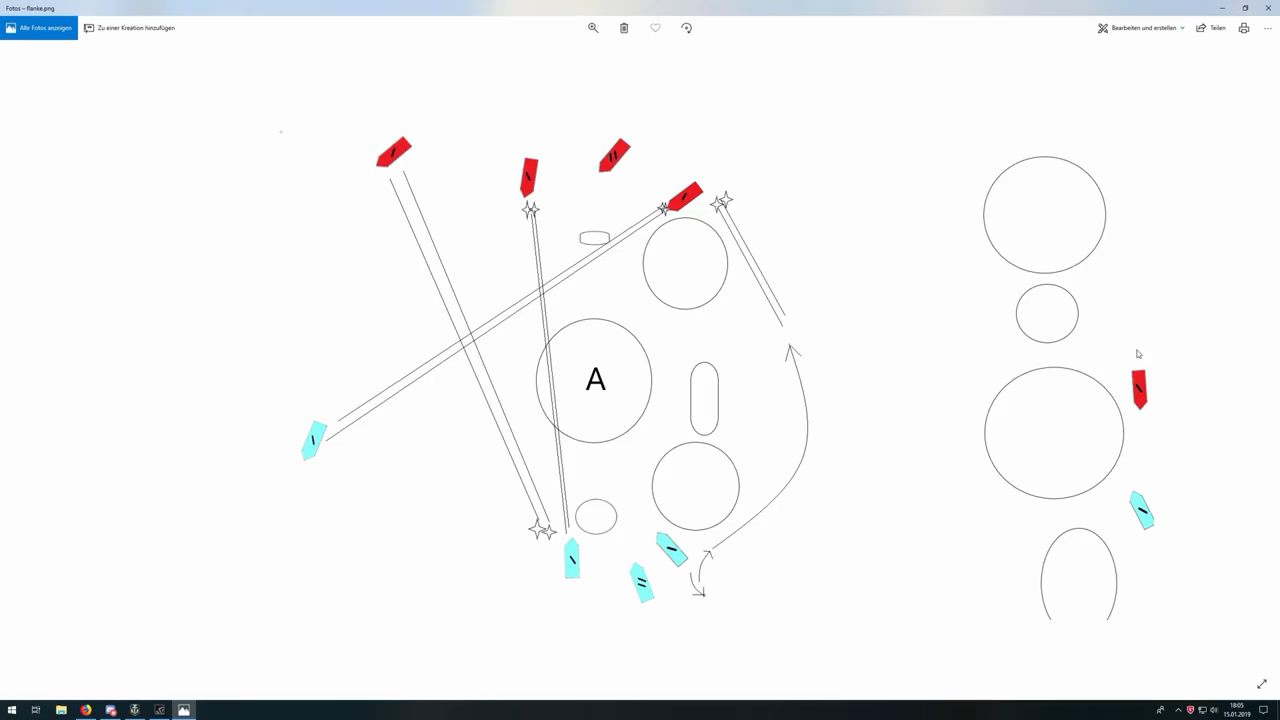 Fotos – flanke.png
Alle Fotos anzeigen
Zu einer Kreation hinzufügen
Bearbeiten und erstellen
Teilen
A
18:05
15.01.2019